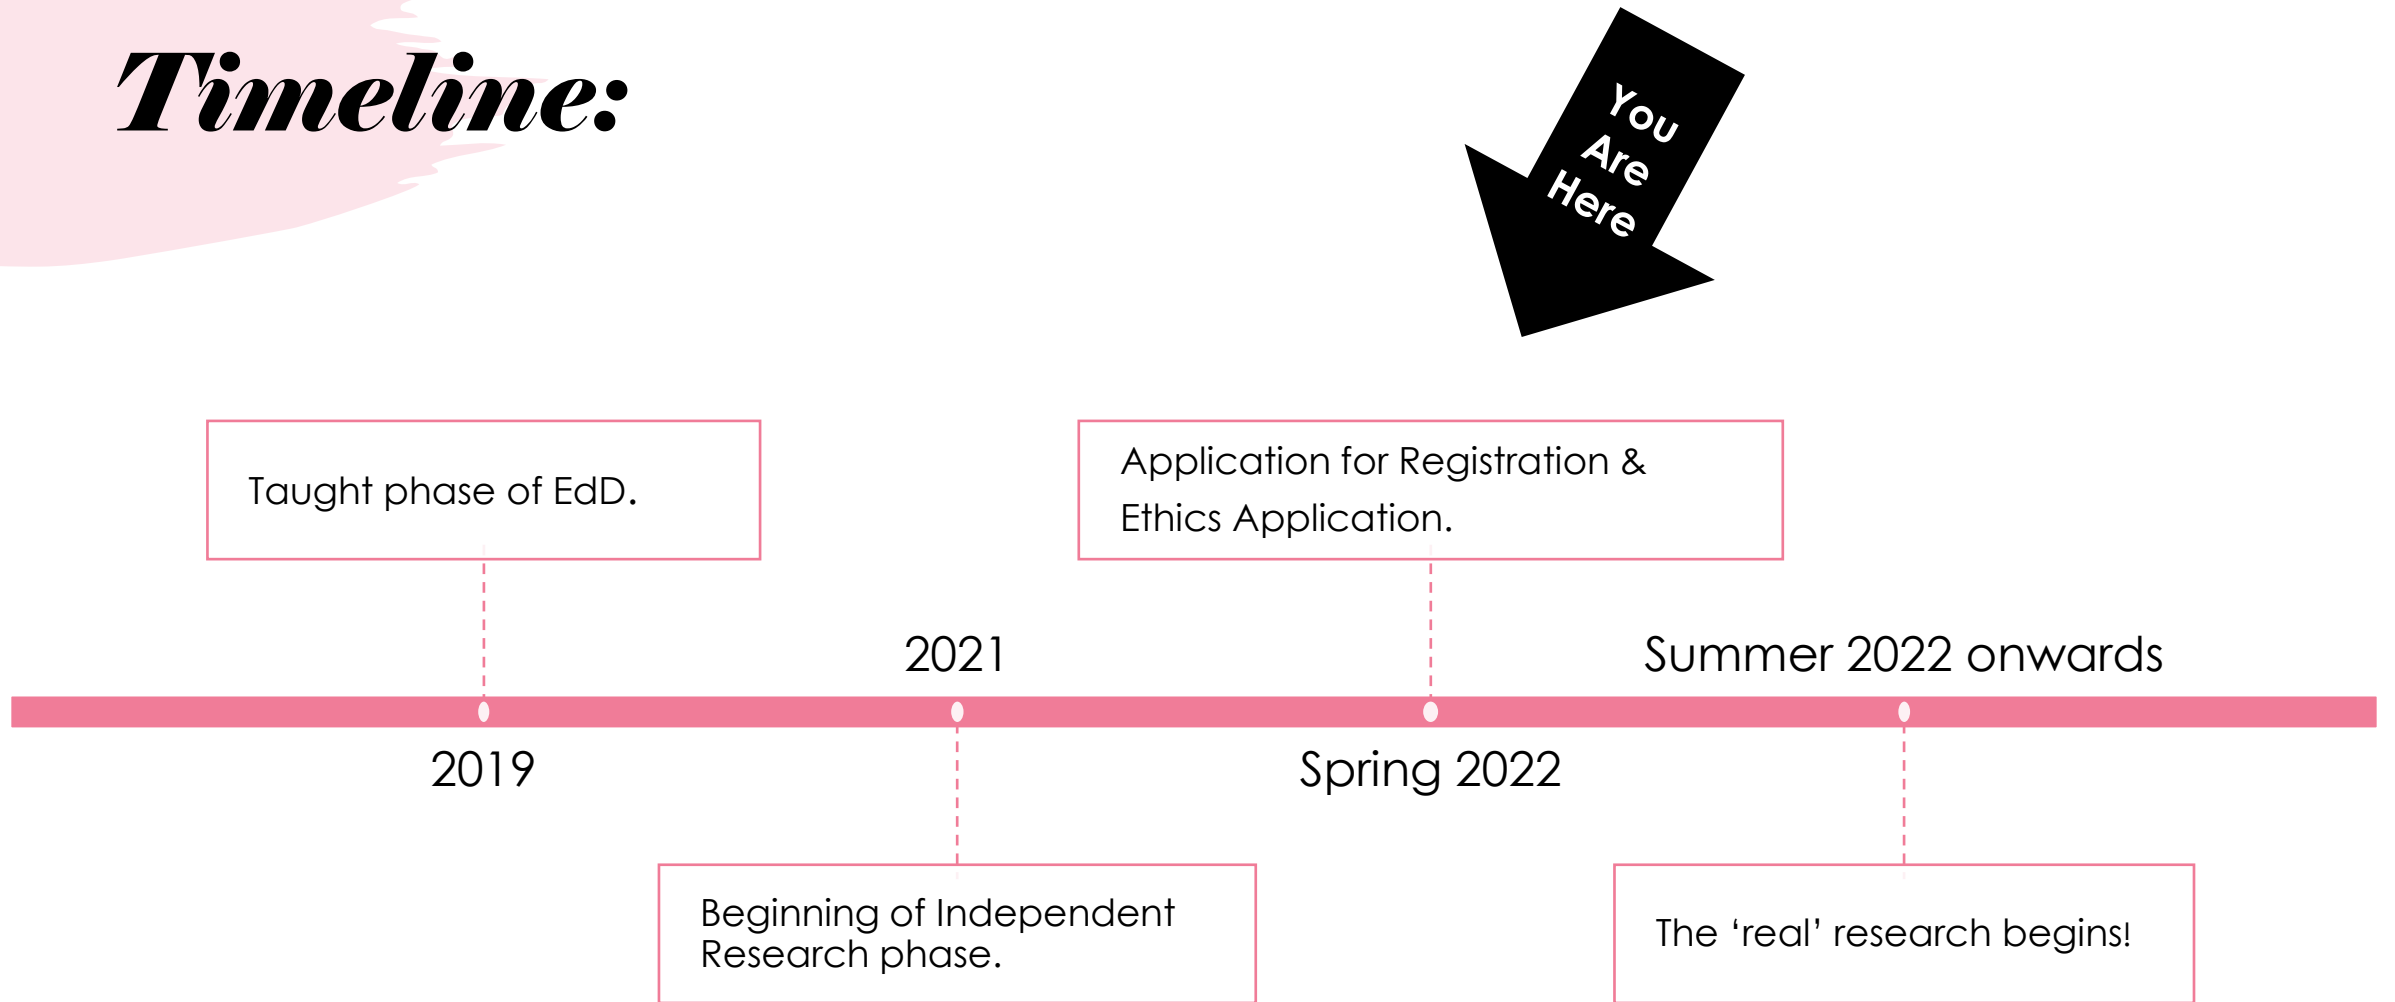 Timeline:
You
Are
Here
Taught phase of EdD.
Application for Registration &
Ethics Application.
2021
Summer 2022 onwards
2019
Spring 2022
Beginning of Independent
Research phase.
The ‘real’ research begins!